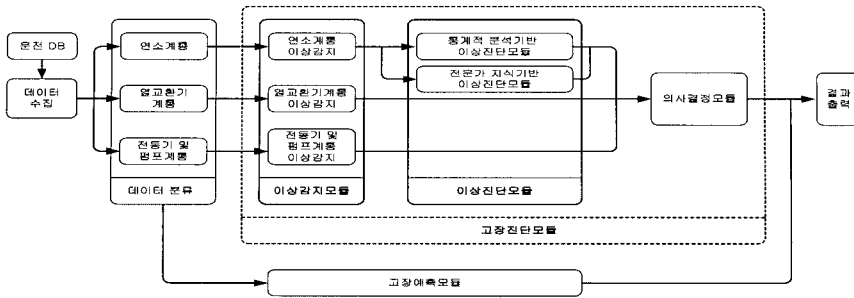 운전 DB
데이터
수집
연소계통
열교환기
계통
전동기 및
펌프계통
데이터 분류
연소계통
이상감지
열교환기계통
이상감지
전동기 및
펌프계통
이상감지
이상감지모듈
통계적 분석기반
이상진단모듈
전문가 지식기반
이상진단모듈
이상진단모듈
의사결정모듈
고장진단모듈
고장예측모듈
결과
출력